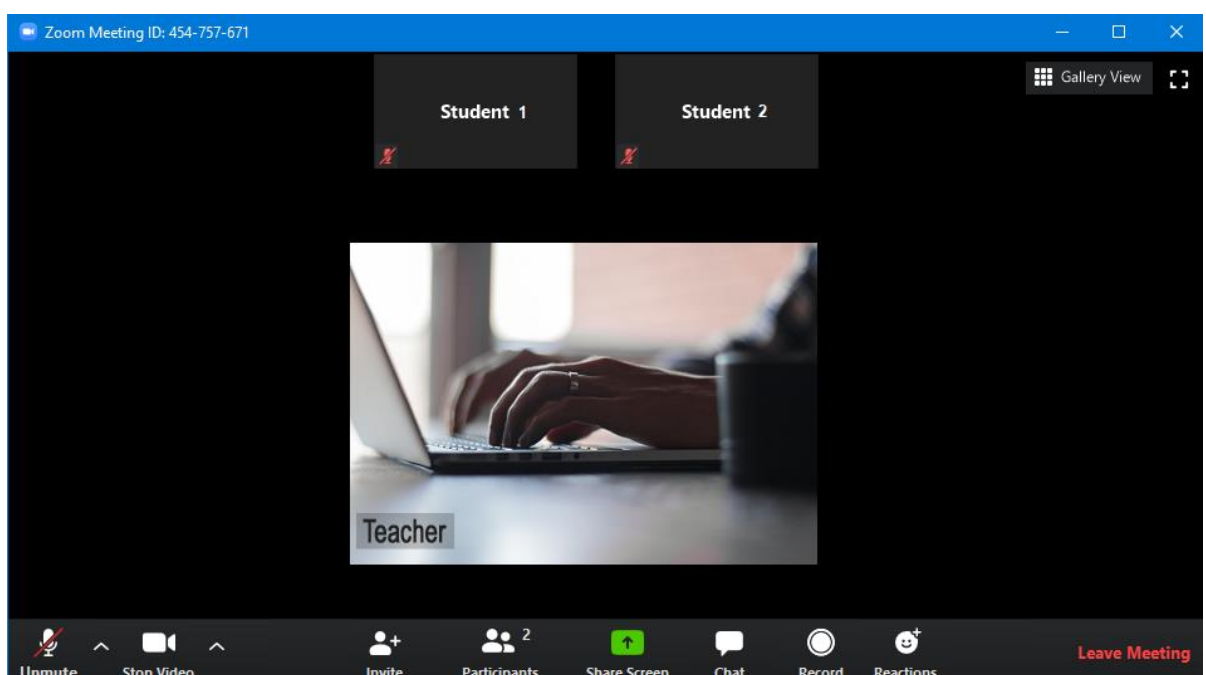 Zoom Meeting ID: 454-757-671
Gallery View
Student 1
Student 2
Teacher
2
Unmute
Stop Video
Invite
Participants
Share Screen
Chat
Record
Reactions
Leave Meeting